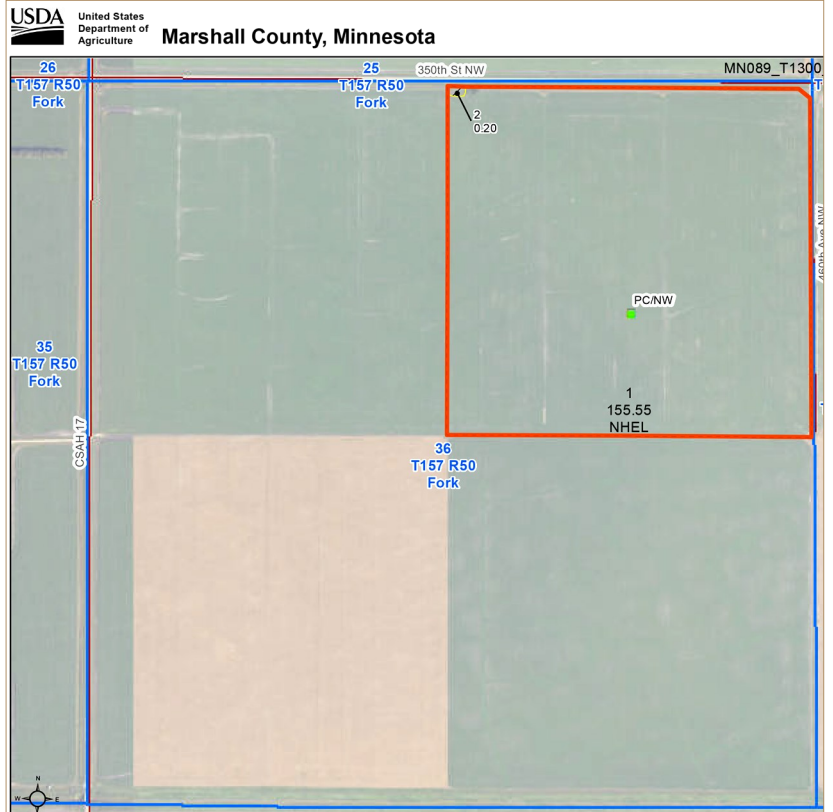 USDA
United States
Department of
Agriculture
Marshall County, Minnesota
26
T157 R50
Fork
25
T157 R50
Fork
350th St NW
MN089_T1300_
2
0.20
460th Ave NW
PC/NW
35
T157 R50
Fork
1
155.55
NHEL
CSAH 17
36
T157 R50
Fork
N
W
E